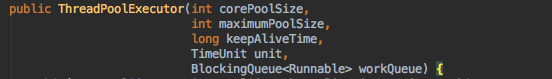 public ThreadPoolExecutor(int corePoolSize,
int maximumPoolSize,
long keepAliveTime,
TimeUnit unit,
BlockingQueue<Runnable> workQueue) {